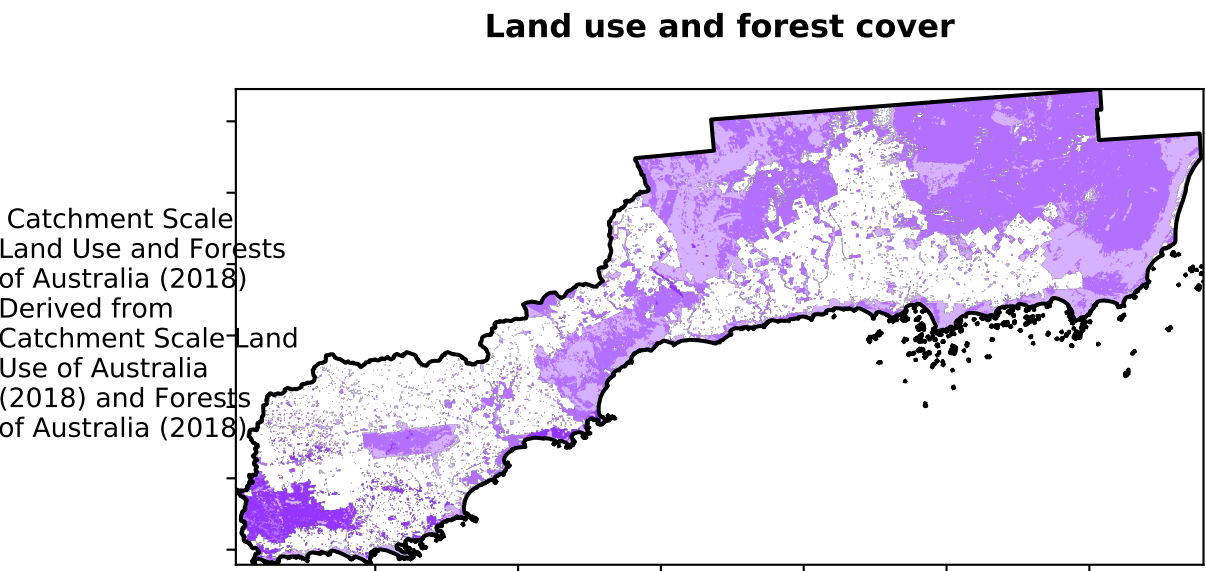 Land use and forest cover
Catchment Scale
Land Use and Forests
of Australia (2018)
Derived from
Catchment Scale Land
Use of Australia
(2018) and Forests
of Australia (2018)